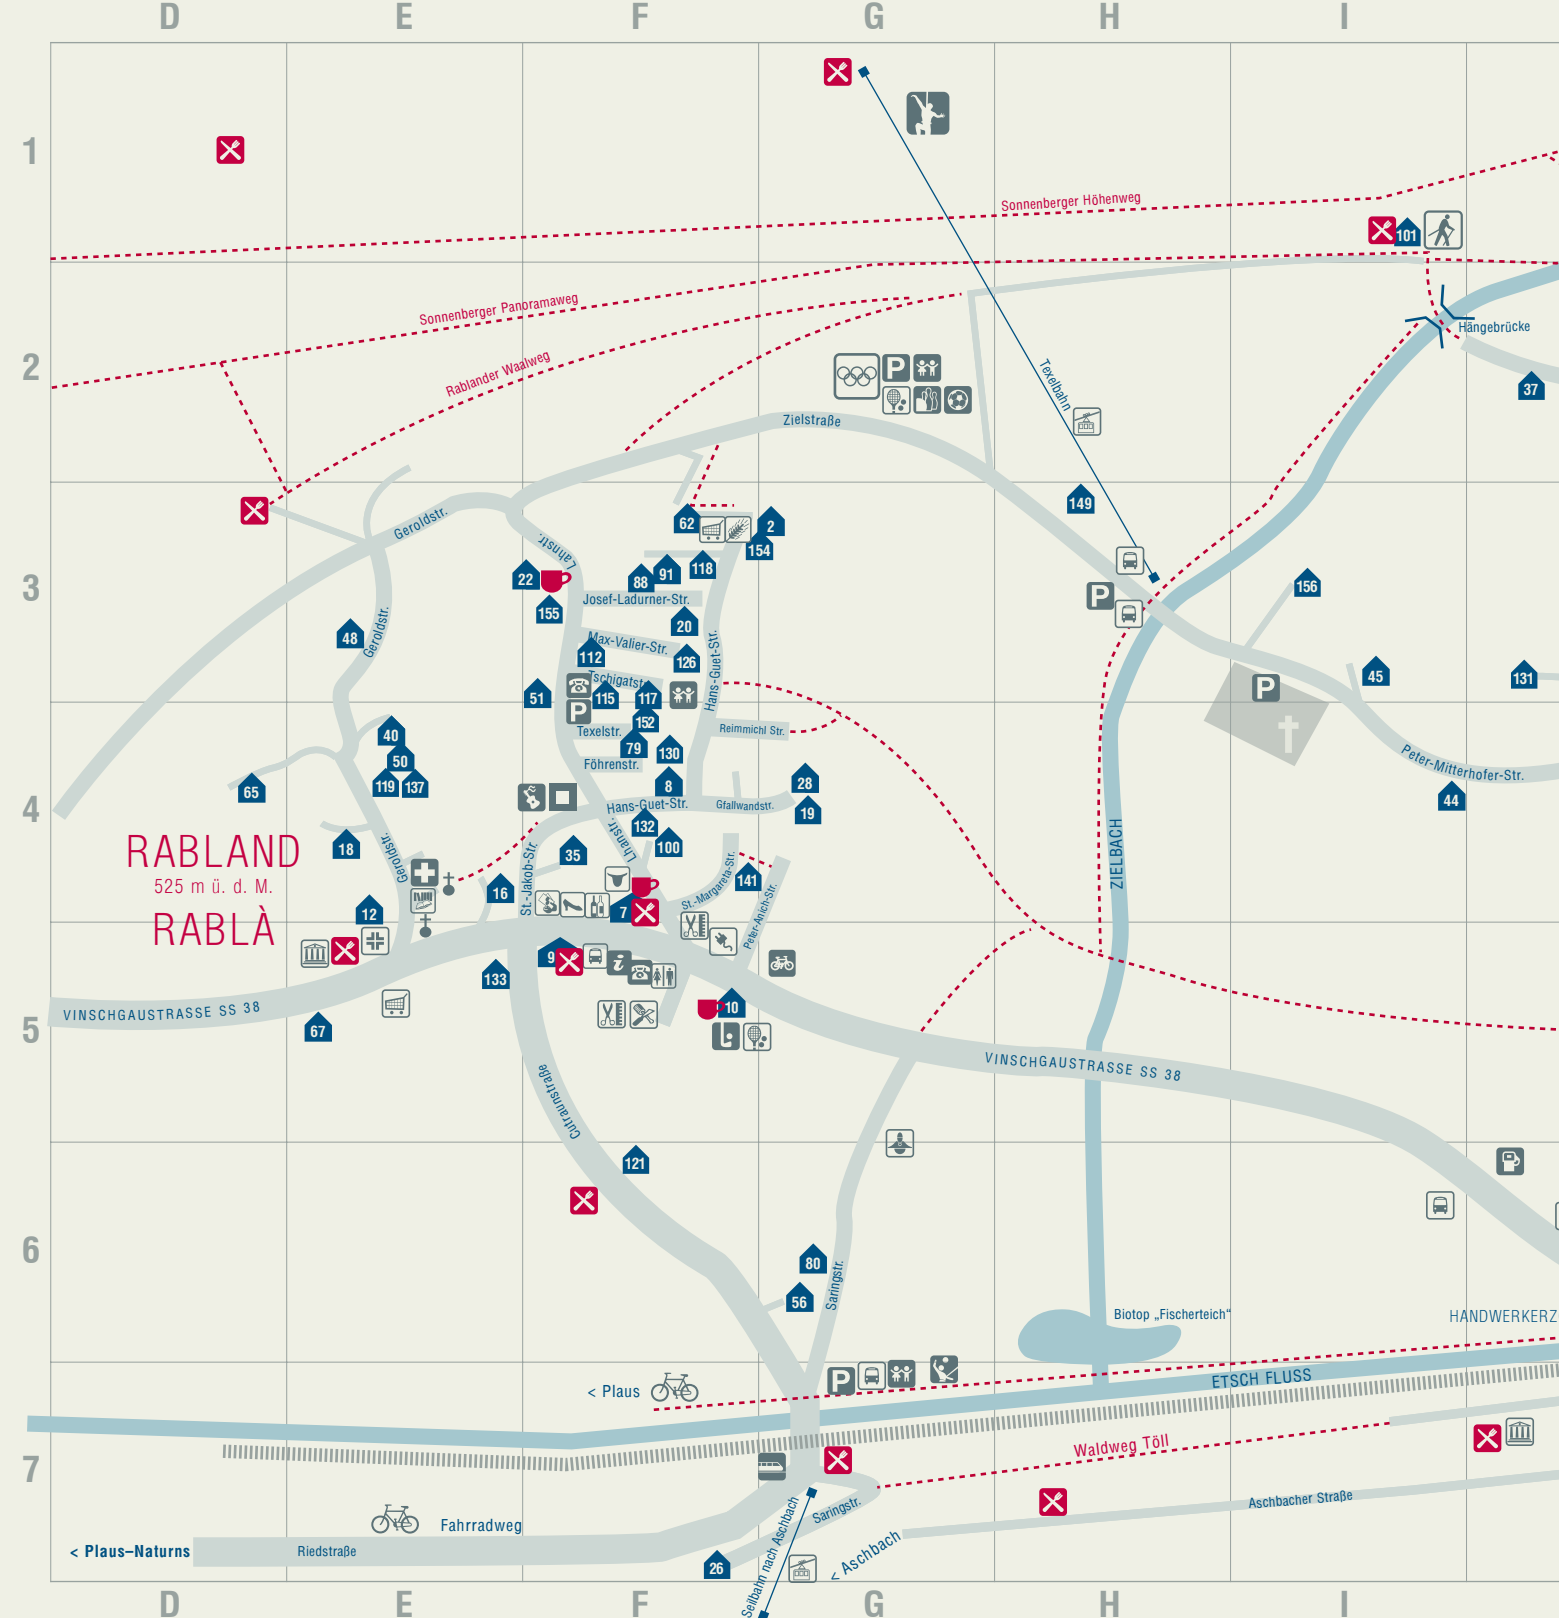 D E F G H I
1
Sonnenberger Höhenweg
101
Sonnenberger Panoramaweg
Hängebrücke
2
Rablander Waalweg
Texelbahn
P
37
Zielstraße
149
Geroldstr.
Lahnstr.
62
2
154
3
22
88
91
118
155
Josef-Ladurner-Str.
P
156
48
Geroldstr.
20
Max-Valier-Str.
112
126
Hans-Guet-Str.
Tschigatstr.
51
115
117
P
45
131
P
152
Texelstr.
Reimmichl Str.
40
79
130
50
Föhrenstr.
Peter-Mitterhofer-Str.
65
119
137
8
28
44
4
Hans-Guet-Str.
Gfallwandstr.
19
132
18
Geroldstr.
Lhanstr.
100
35
ZIELBACH
RABLAND
525 m ü. d. M.
RABLÀ
St.-Jakob-Str.
St.-Margareta-Str.
141
16
12
7
Peter-Anich-Str.
9
i
133
VINSCHGAUSTRASSE SS 38
67
10
5
VINSCHGAUSTRASSE SS 38
Cutraunstraße
121
6
80
56
Saringstr.
Biotop „Fischerteich“
HANDWERKERZ
P
< Plaus
ETSCH FLUSS
7
Waldweg Töll
Saringstr.
Aschbacher Straße
Fahrradweg
< Plaus–Naturns
Riedstraße
26
Seilbahn nach Aschbach
< Aschbach
D E F G H I